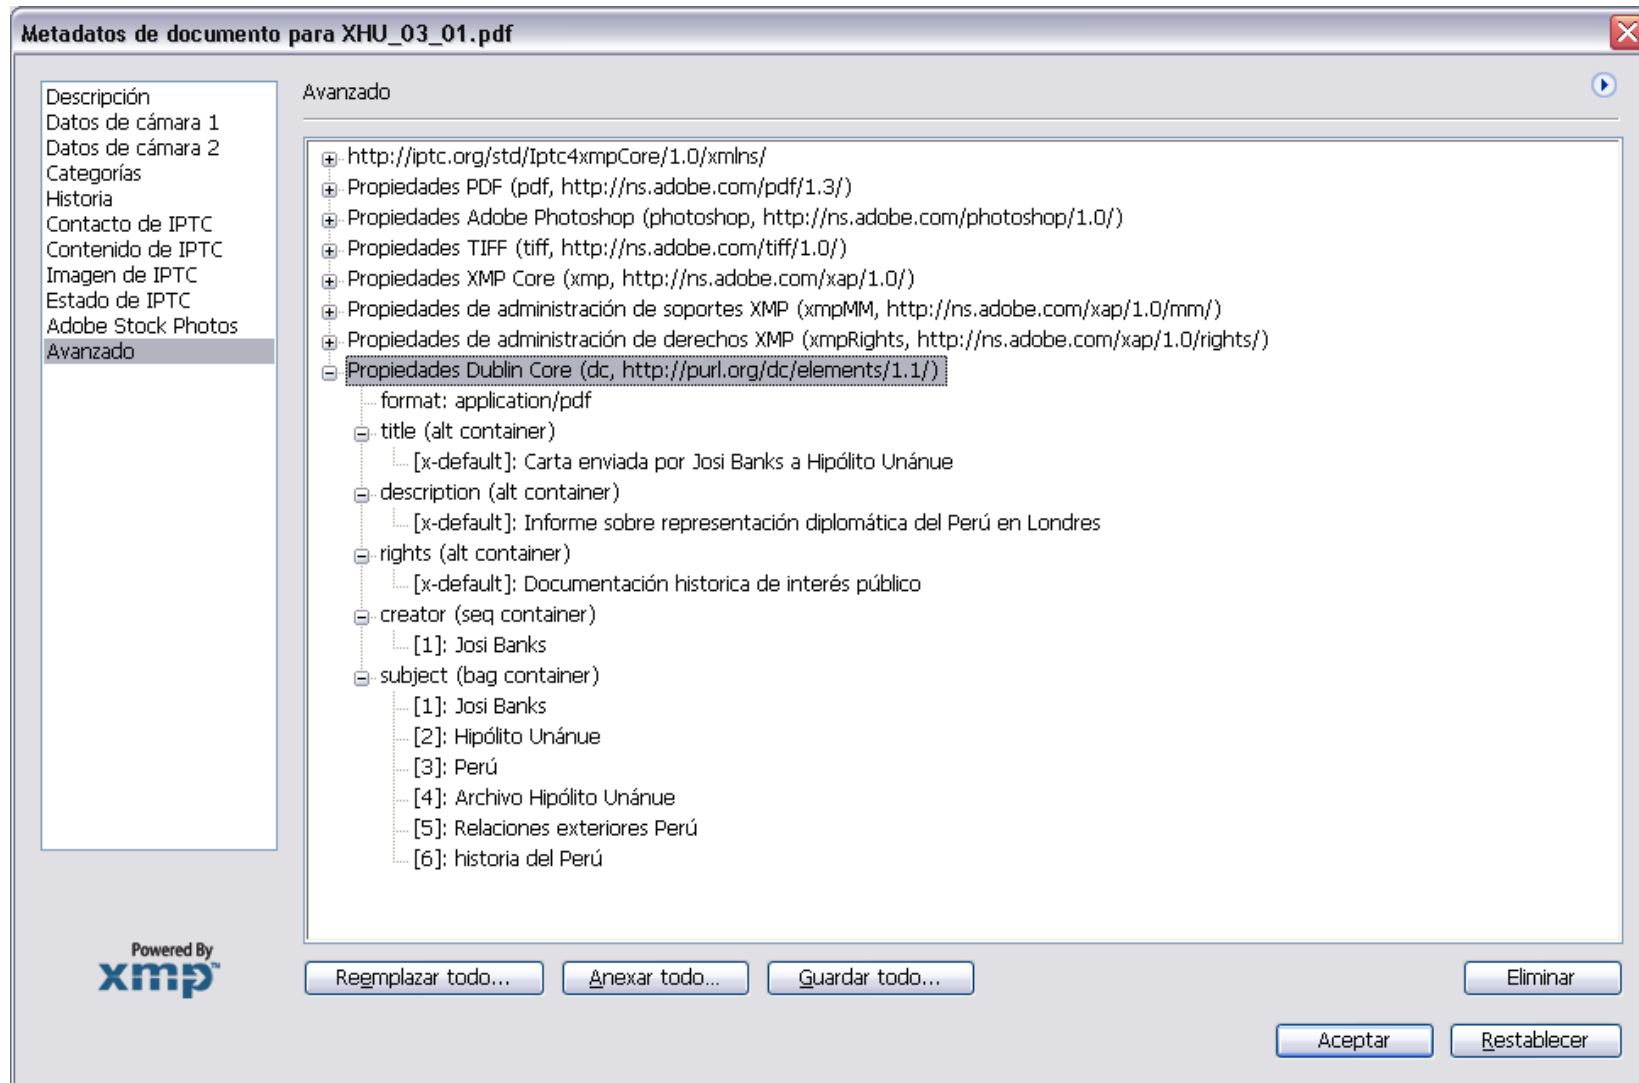 Metadatos de documento para XHU_03_01.pdf
Descripción
Datos de cámara 1
Datos de cámara 2
Categorías
Historia
Contacto de IPTC
Contenido de IPTC
Imagen de IPTC
Estado de IPTC
Adobe Stock Photos
Avanzado
Avanzado
http://iptc.org/std/Iptc4xmpCore/1.0/xmlns/
Propiedades PDF (pdf, http://ns.adobe.com/pdf/1.3/)
Propiedades Adobe Photoshop (photoshop, http://ns.adobe.com/photoshop/1.0/)
Propiedades TIFF (tiff, http://ns.adobe.com/tiff/1.0/)
Propiedades XMP Core (xmp, http://ns.adobe.com/xap/1.0/)
Propiedades de administración de soportes XMP (xmpMM, http://ns.adobe.com/xap/1.0/mm/)
Propiedades de administración de derechos XMP (xmpRights, http://ns.adobe.com/xap/1.0/rights/)
Propiedades Dublin Core (dc, http://purl.org/dc/elements/1.1/)
format: application/pdf
title (alt container)
[x-default]: Carta enviada por Josi Banks a Hipólito Unánue
description (alt container)
[x-default]: Informe sobre representación diplomática del Perú en Londres
rights (alt container)
[x-default]: Documentación historica de interés público
creator (seq container)
[1]: Josi Banks
subject (bag container)
[1]: Josi Banks
[2]: Hipólito Unánue
[3]: Perú
[4]: Archivo Hipólito Unánue
[5]: Relaciones exteriores Perú
[6]: historia del Perú
Powered By
xmp™
Reemplazar todo... Anexar todo... Guardar todo... Eliminar
Aceptar Restablecer